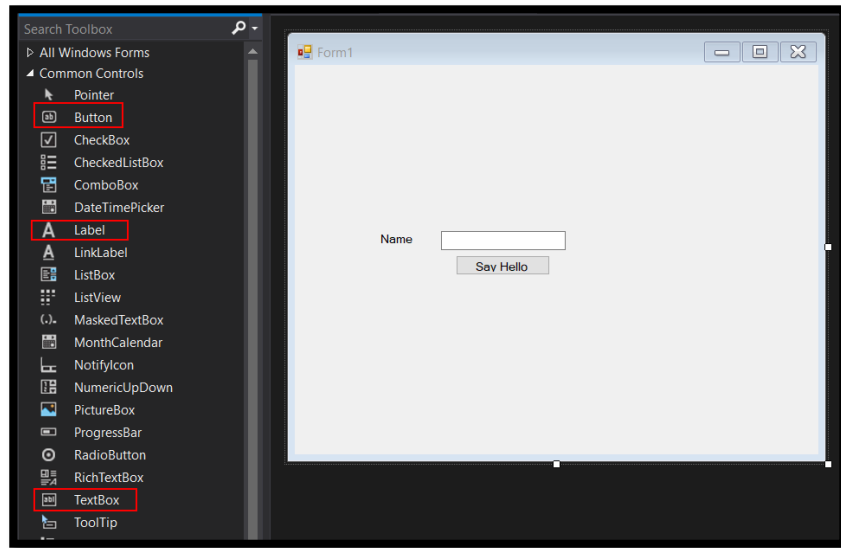 Search Toolbox
All Windows Forms
Common Controls
Pointer
Button
CheckBox
CheckedListBox
ComboBox
DateTimePicker
Label
LinkLabel
ListBox
ListView
MaskedTextBox
MonthCalendar
NotifyIcon
NumericUpDown
PictureBox
ProgressBar
RadioButton
RichTextBox
TextBox
ToolTip
Form1
Name
Say Hello